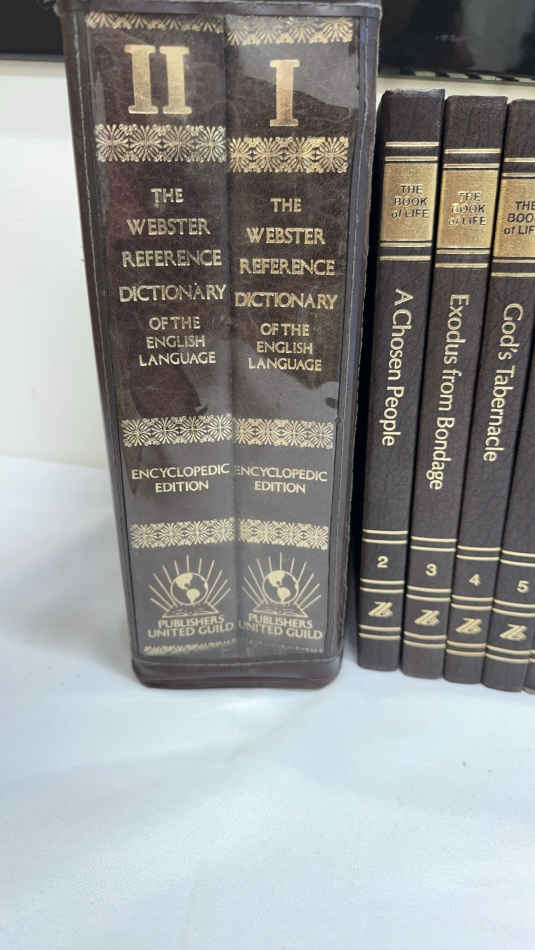 II
THE
WEBSTER
REFERENCE
DICTIONARY
OF THE
ENGLISH
LANGUAGE
ENCYCLOPEDIC
EDITION
PUBLISHERS
UNITED GUILD
I
THE
WEBSTER
REFERENCE
DICTIONARY
OF THE
ENGLISH
LANGUAGE
ENCYCLOPEDIC
EDITION
PUBLISHERS
UNITED GUILD
THE
BOOK
of LIFE
A Chosen People
2
THE
BOOK
of LIFE
Exodus from Bondage
3
THE
BOO
of LIF
God's Tabernacle
4
5